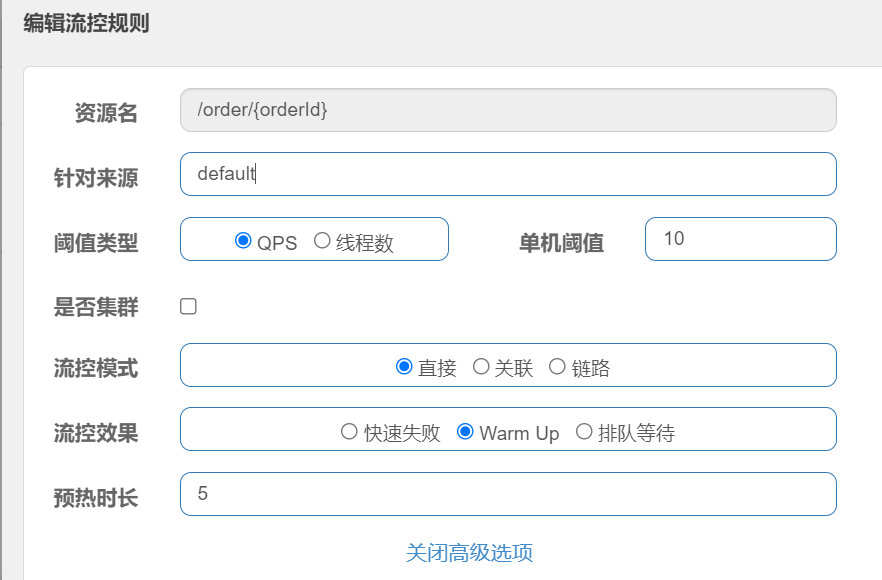 编辑流控规则
资源名 /order/{orderId}
针对来源 default
阈值类型 QPS 线程数 单机阈值 10
是否集群
流控模式 直接 关联 链路
流控效果 快速失败 Warm Up 排队等待
预热时长 5
关闭高级选项